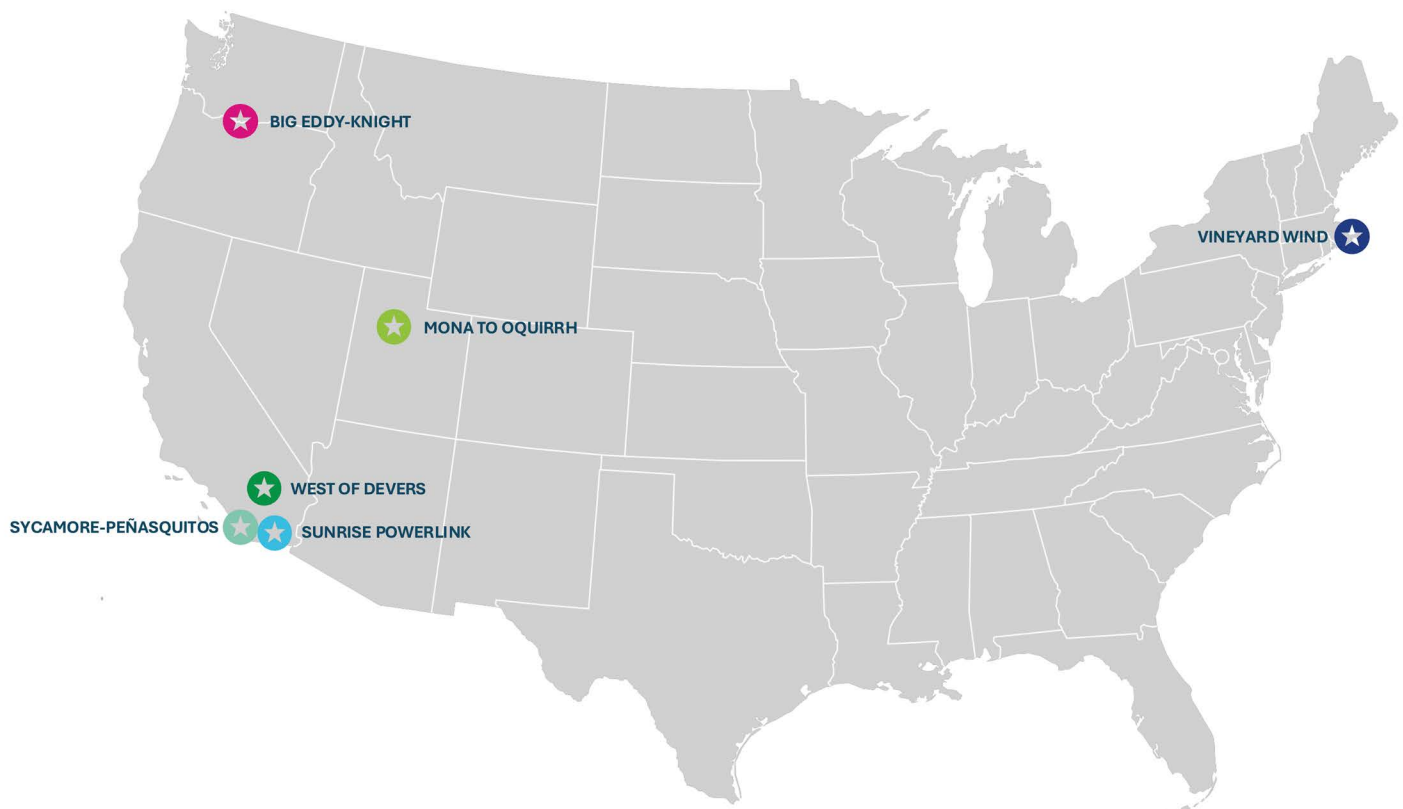 BIG EDDY-KNIGHT
VINEYARD WIND
MONA TO OQUIRRH
WEST OF DEVERS
SYCAMORE-PEÑASQUITOS
SUNRISE POWERLINK